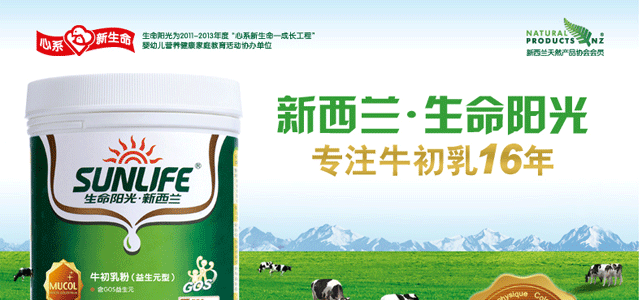 心系 新生命
生命阳光为2011-2013年度“心系新生命—成长工程”
婴幼儿营养健康家庭教育活动协办单位
NATURAL
PRODUCTS NZ
新西兰天然产品协会会员
新西兰·生命阳光
专注牛初乳16年
SUNLIFE®
生命阳光·新西兰
MUCOL
牛初乳粉(益生元型)
含GOS益生元
GOS